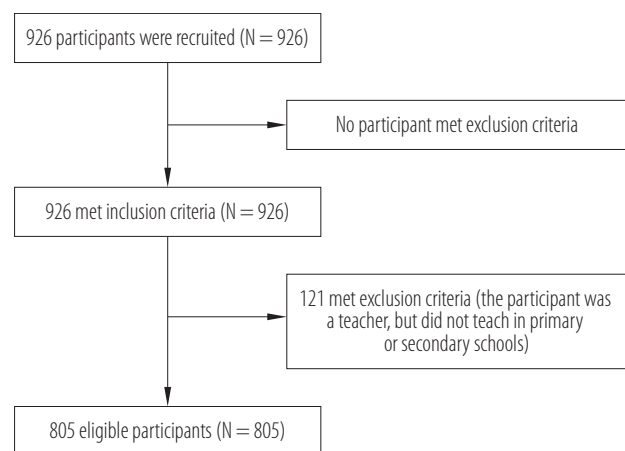 926 participants were recruited (N = 926)
No participant met exclusion criteria
926 met inclusion criteria (N = 926)
121 met exclusion criteria (the participant was
a teacher, but did not teach in primary
or secondary schools)
805 eligible participants (N = 805)